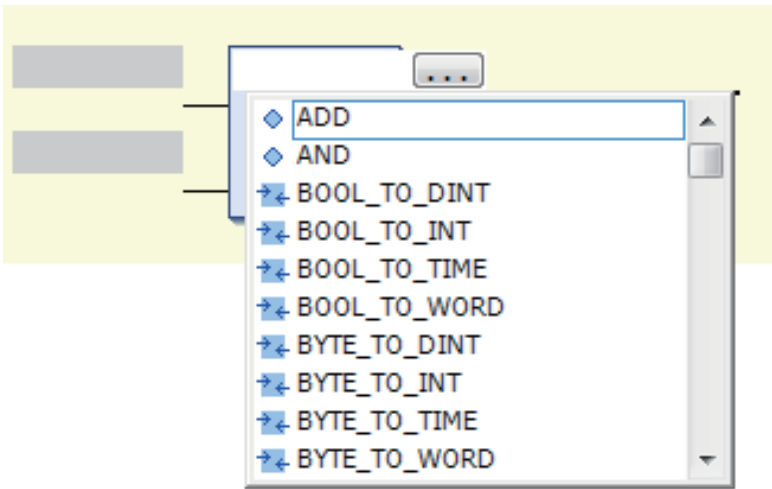 ...
ADD
AND
BOOL_TO_DINT
BOOL_TO_INT
BOOL_TO_TIME
BOOL_TO_WORD
BYTE_TO_DINT
BYTE_TO_INT
BYTE_TO_TIME
BYTE_TO_WORD